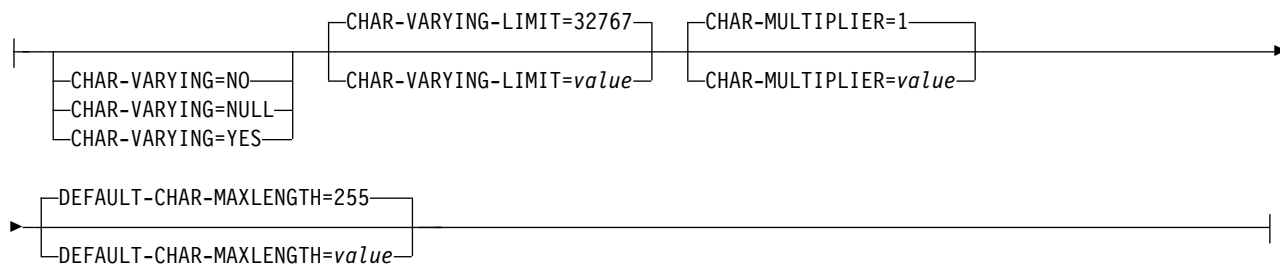 CHAR-VARYING-LIMIT=32767 CHAR-MULTIPLIER=1
CHAR-VARYING=NO CHAR-VARYING-LIMIT=value CHAR-MULTIPLIER=value
CHAR-VARYING=NULL
CHAR-VARYING=YES
DEFAULT-CHAR-MAXLENGTH=255
DEFAULT-CHAR-MAXLENGTH=value